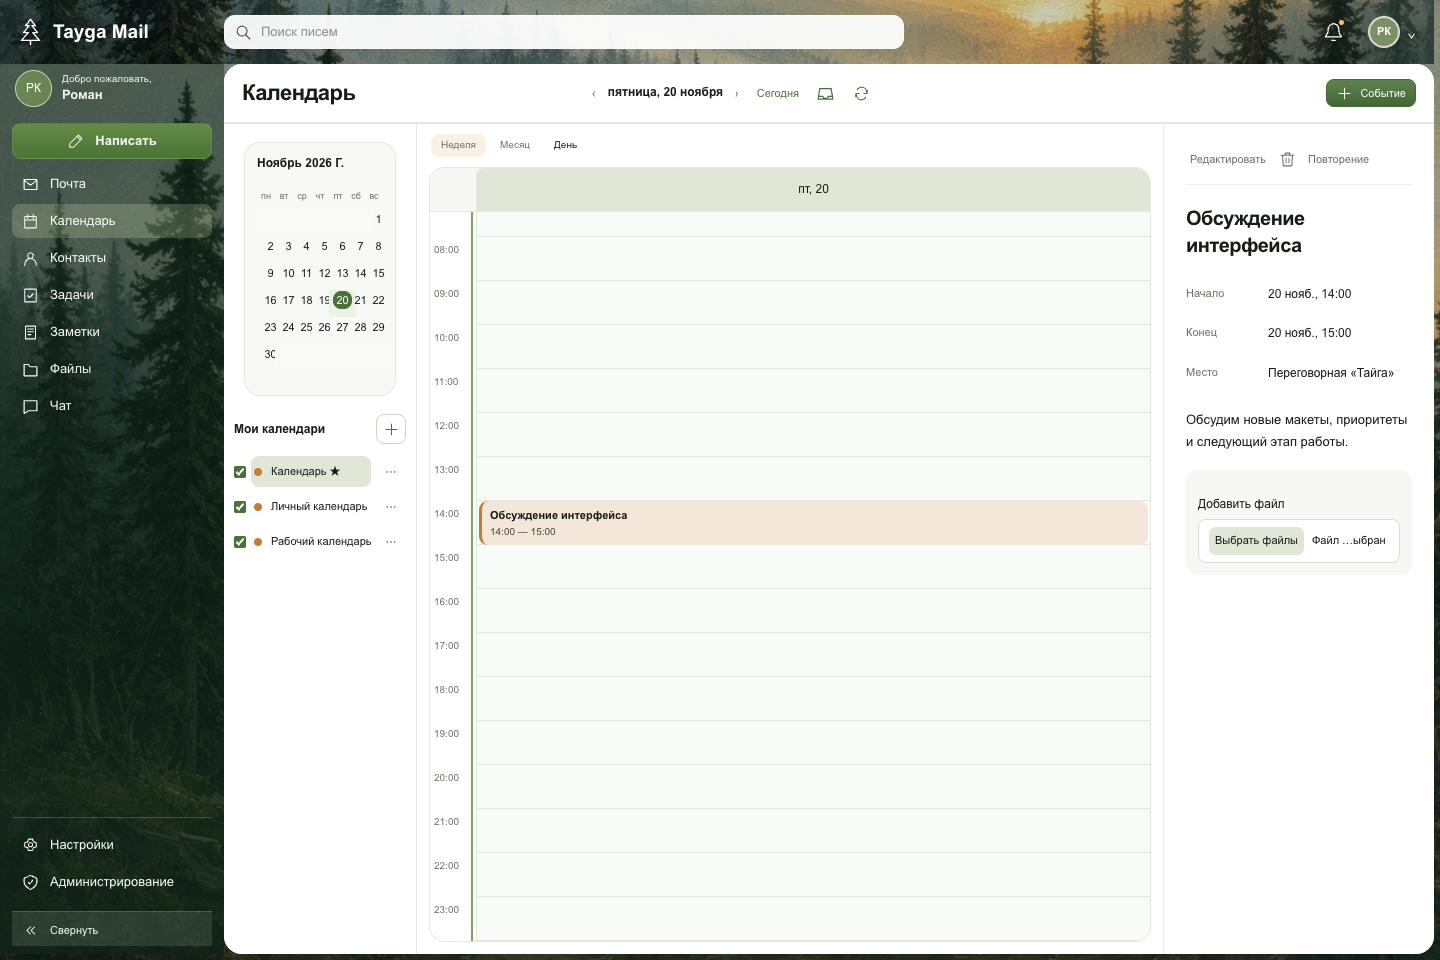 Tayga Mail
Поиск писем
РК
РК
Добро пожаловать,
Роман
Написать
Почта
Календарь
Контакты
Задачи
Заметки
Файлы
Чат
Настройки
Администрирование
Свернуть
Календарь
‹ пятница, 20 ноября ›
Сегодня
Событие
Ноябрь 2026 Г.
пн вт ср чт пт сб вс
1
2 3 4 5 6 7 8
9 10 11 12 13 14 15
16 17 18 19 20 21 22
23 24 25 26 27 28 29
30
Мои календари
Календарь ★
Личный календарь
Рабочий календарь
Неделя Месяц День
пт, 20
08:00
09:00
10:00
11:00
12:00
13:00
14:00
Обсуждение интерфейса
14:00 — 15:00
15:00
16:00
17:00
18:00
19:00
20:00
21:00
22:00
23:00
Редактировать Повторение
Обсуждение
интерфейса
Начало 20 нояб., 14:00
Конец 20 нояб., 15:00
Место Переговорная «Тайга»
Обсудим новые макеты, приоритеты
и следующий этап работы.
Добавить файл
Выбрать файлы Файл ...ыбран